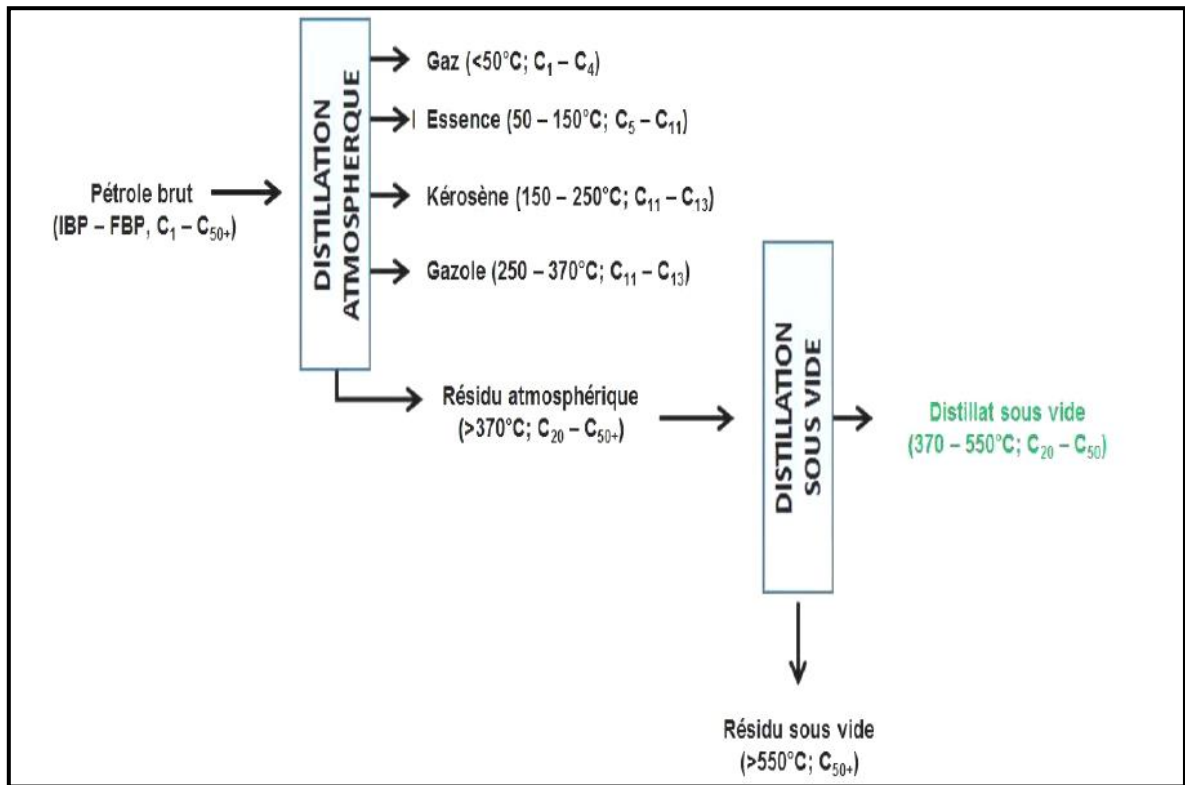 DISTILLATION
ATMOSPHERQUE
Gaz (<50°C; C₁ – C₄)
Essence (50 – 150°C; C₅ – C₁₁)
Pétrole brut
(IBP – FBP, C₁ – C₅₀₊)
Kérosène (150 – 250°C; C₁₁ – C₁₃)
Gazole (250 – 370°C; C₁₁ – C₁₃)
Résidu atmosphérique
(>370°C; C₂₀ – C₅₀₊)
DISTILLATION
SOUS VIDE
Distillat sous vide
(370 – 550°C; C₂₀ – C₅₀)
Résidu sous vide
(>550°C; C₅₀₊)